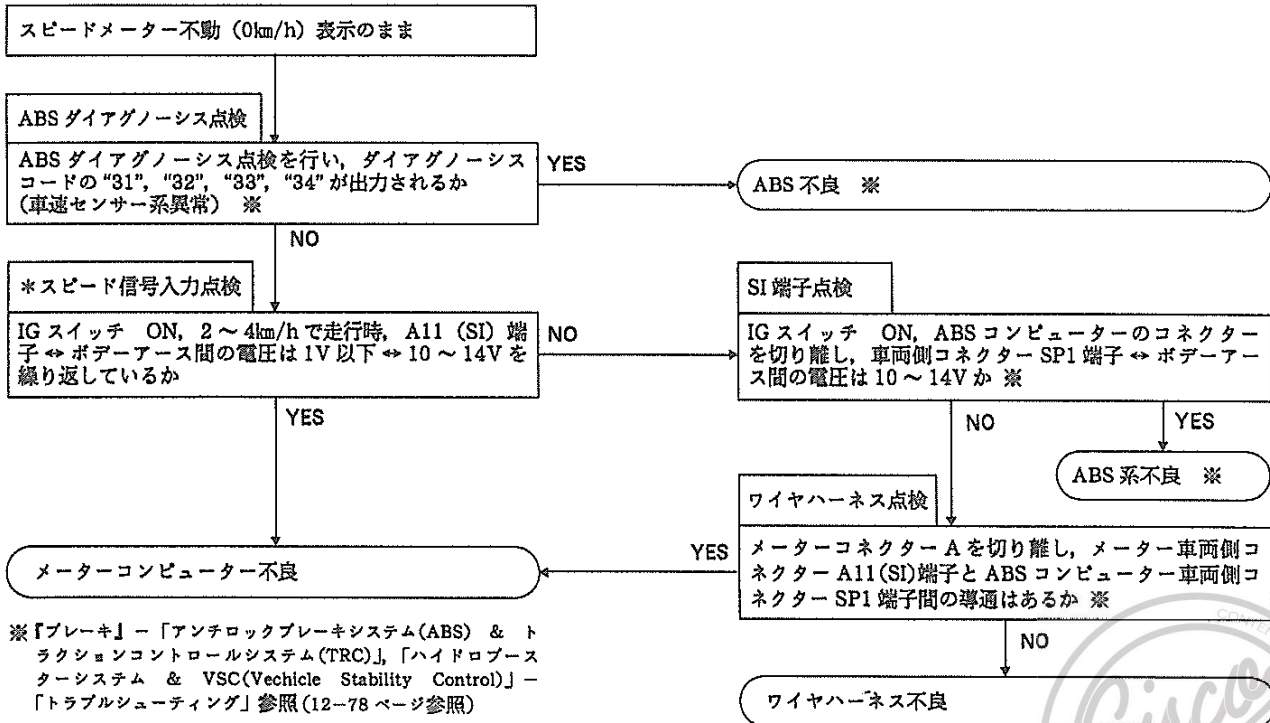 スピードメーター不動（0km/h）表示のまま
ABS ダイアグノーシス点検
ABS ダイアグノーシス点検を行い，ダイアグノーシス
コードの “31”，“32”，“33”，“34” が出力されるか
(車速センサー系異常)　※
YES
ABS 不良　※
NO
＊スピード信号入力点検
IG スイッチ　ON，2 ～ 4km/h で走行時，A11（SI）端
子 ⇔ ボデーアース間の電圧は 1V 以下 ⇔ 10 ～ 14V を
繰り返しているか
NO
SI 端子点検
IG スイッチ　ON，ABS コンピューターのコネクター
を切り離し，車両側コネクター SP1 端子 ⇔ ボデーアー
ス間の電圧は 10 ～ 14V か ※
YES
NO
YES
ABS 系不良　※
ワイヤハーネス点検
メーターコネクター A を切り離し，メーター車両側コ
ネクター A11(SI)端子と ABS コンピューター車両側コ
ネクター SP1 端子間の導通はあるか ※
YES
メーターコンピューター不良
NO
ワイヤハーネス不良
※『ブレーキ』－「アンチロックブレーキシステム(ABS)　&　ト
ラクションコントロールシステム(TRC)」，「ハイドロブース
ターシステム　&　VSC(Vechicle　Stability　Control)」－
「トラブルシューティング」参照(12−78 ページ参照)